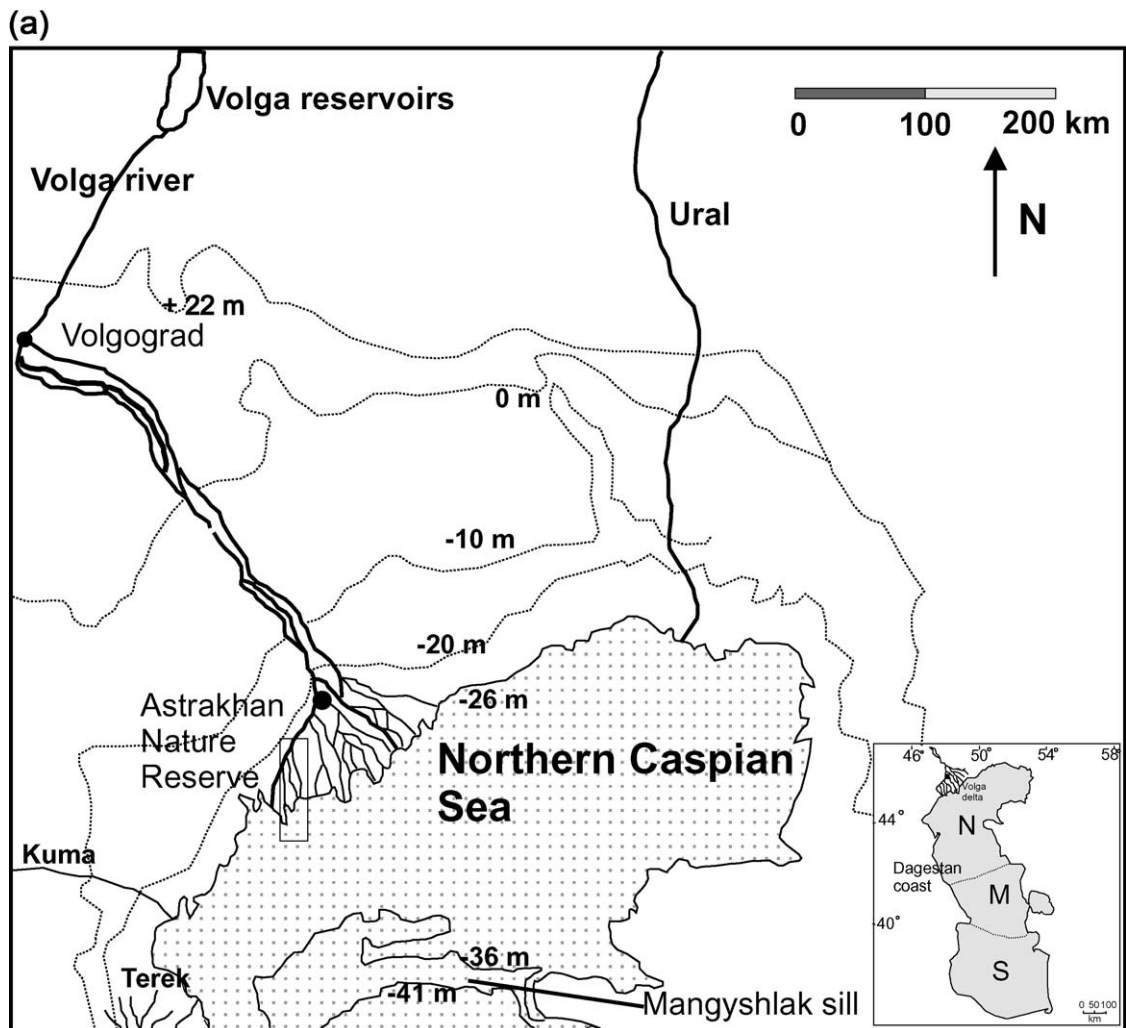 (a)
Volga reservoirs
0 100 200 km
Volga river
Ural
N
+ 22 m
Volgograd
0 m
-10 m
-20 m
-26 m
Astrakhan
Nature
Reserve
Northern Caspian
Sea
Kuma
Terek
-36 m
-41 m
Mangyshlak sill
46° 50° 54° 58°
Volga
delta
44°
N
Dagestan
coast
M
40°
S
0 50 100
km